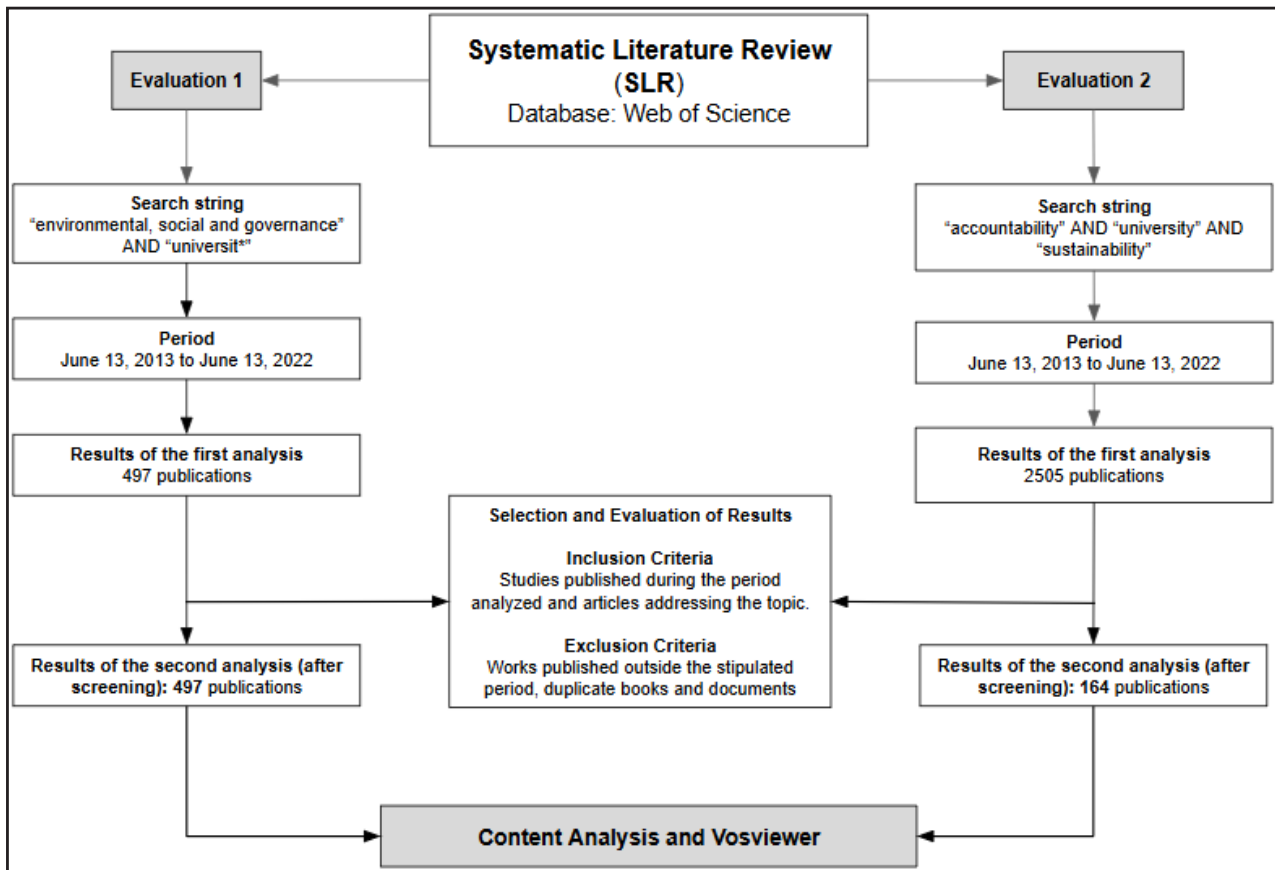 Systematic Literature Review
(SLR)
Database: Web of Science
Evaluation 1
Evaluation 2
Search string
“environmental, social and governance”
AND “universit*”
Search string
“accountability” AND “university” AND
“sustainability”
Period
June 13, 2013 to June 13, 2022
Period
June 13, 2013 to June 13, 2022
Results of the first analysis
497 publications
Results of the first analysis
2505 publications
Selection and Evaluation of Results
Inclusion Criteria
Studies published during the period
analyzed and articles addressing the topic.
Exclusion Criteria
Works published outside the stipulated
period, duplicate books and documents
Results of the second analysis (after
screening): 497 publications
Results of the second analysis (after
screening): 164 publications
Content Analysis and Vosviewer